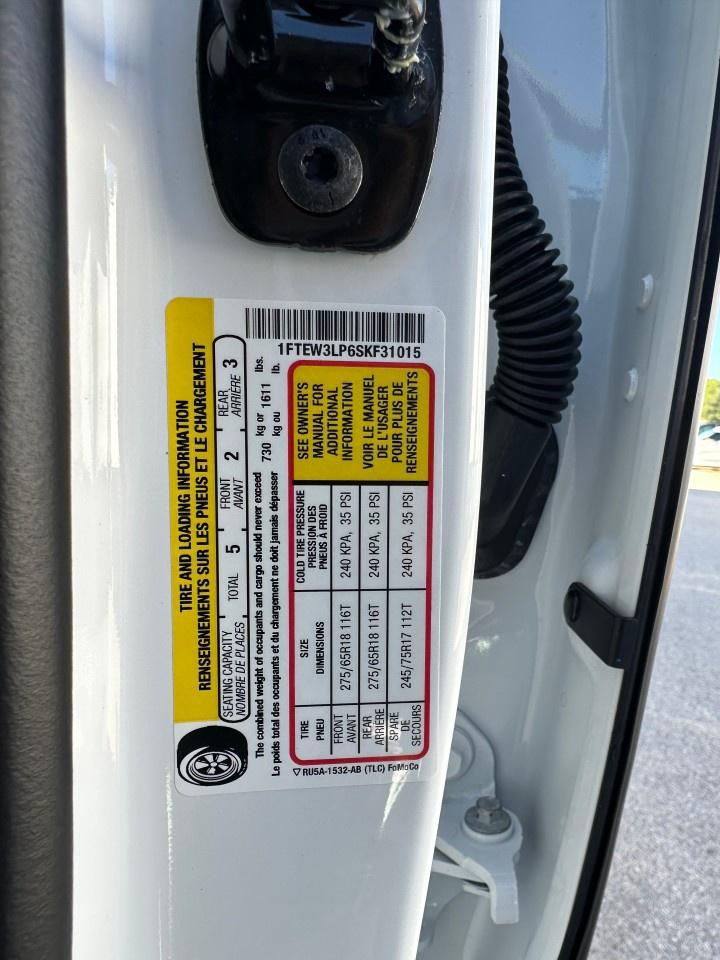 1FTEW3LP6SKF31015
TIRE AND LOADING INFORMATION
RENSEIGNEMENTS SUR LES PNEUS ET LE CHARGEMENT
SEATING CAPACITY TOTAL 5 FRONT 2 REAR 3
NOMBRE DE PLACES AVANT ARRIÈRE
The combined weight of occupants and cargo should never exceed 730 kg or 1611 lbs.
Le poids total des occupants et du chargement ne doit jamais dépasser kg ou lb.
TIRE SIZE COLD TIRE PRESSURE
PNEU DIMENSIONS PRESSION DES
PNEUS À FROID
FRONT 275/65R18 116T 240 KPA, 35 PSI
AVANT
REAR 275/65R18 116T 240 KPA, 35 PSI
ARRIÈRE
SPARE 245/75R17 112T 240 KPA, 35 PSI
DE
SECOURS
SEE OWNER'S
MANUAL FOR
ADDITIONAL
INFORMATION
VOIR LE MANUEL
DE L'USAGER
POUR PLUS DE
RENSEIGNEMENTS
RU5A-1532-AB (TLC) FoMoCo